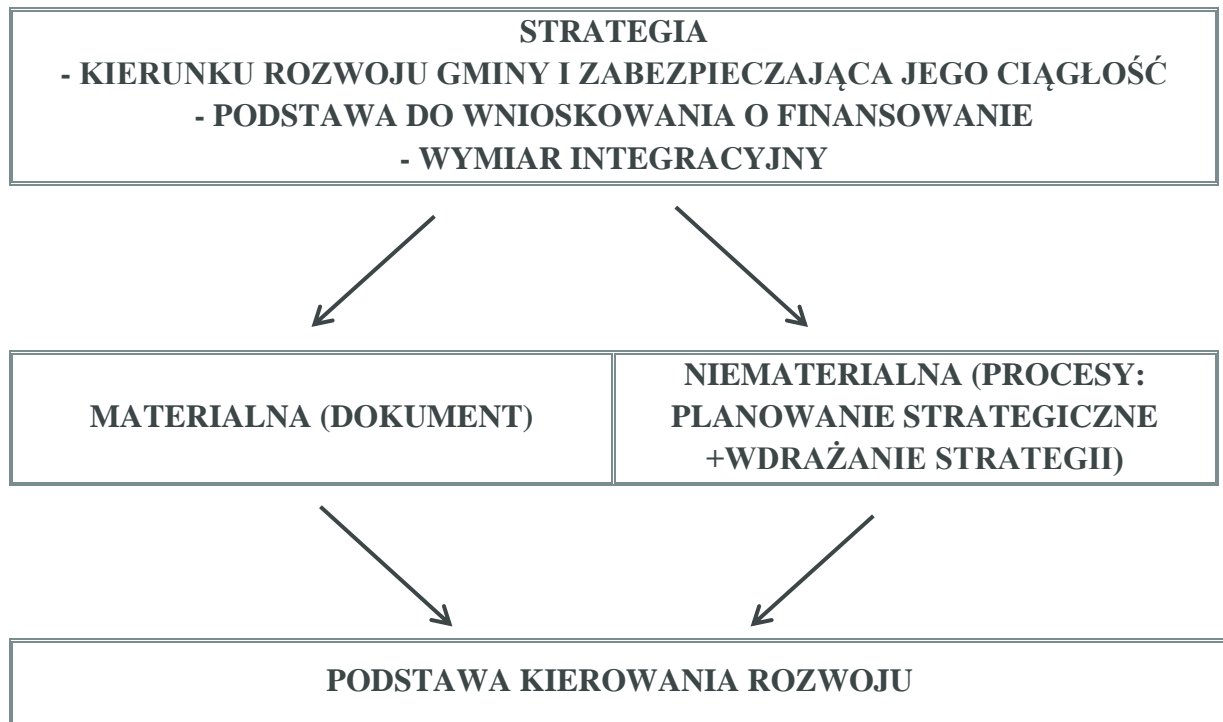 STRATEGIA
- KIERUNKU ROZWOJU GMINY I ZABEZPIECZAJĄCA JEGO CIĄGŁOŚĆ
- PODSTAWA DO WNIOSKOWANIA O FINANSOWANIE
- WYMIAR INTEGRACYJNY
MATERIALNA (DOKUMENT)
NIEMATERIALNA (PROCESY:
PLANOWANIE STRATEGICZNE
+WDRAŻANIE STRATEGII)
PODSTAWA KIEROWANIA ROZWOJU